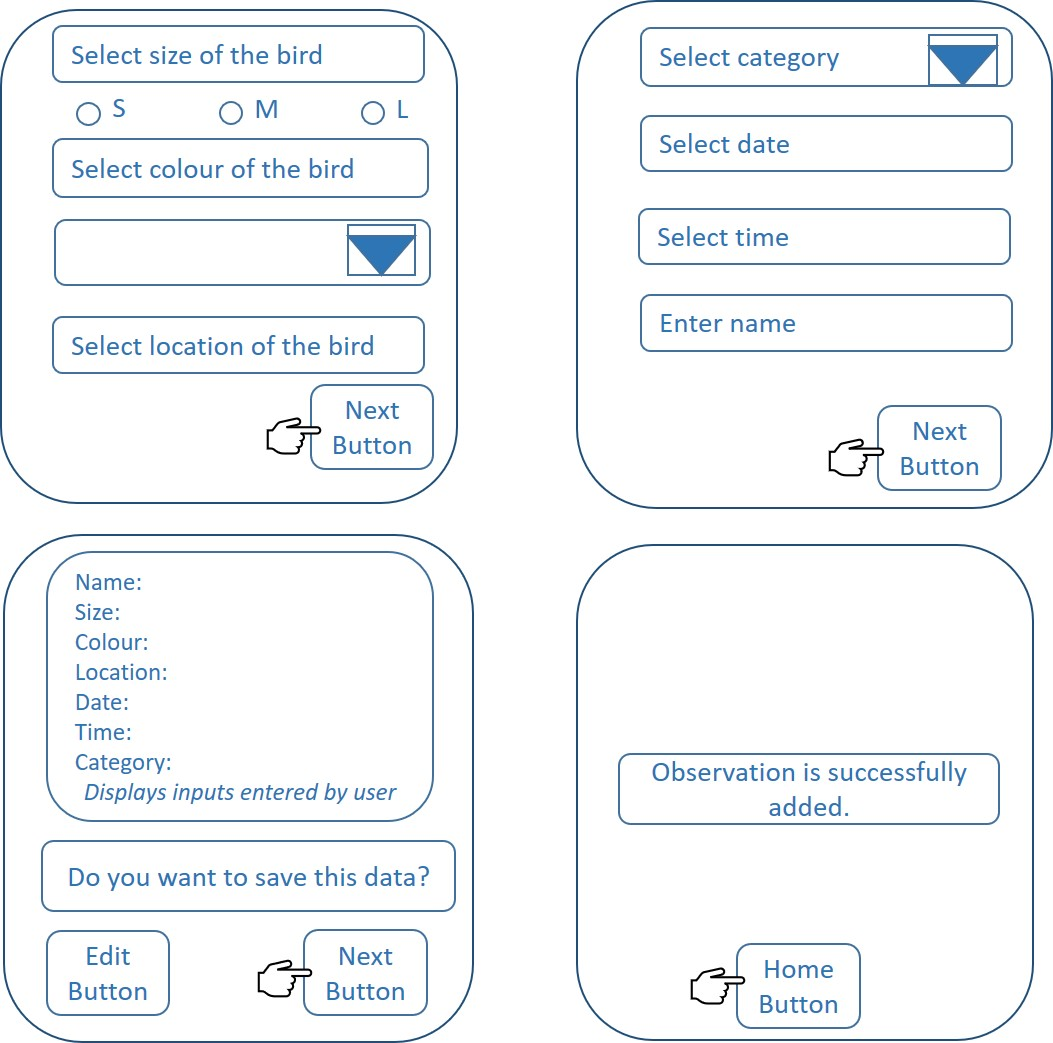 Select size of the bird
S M L
Select colour of the bird
Select location of the bird
Next
Button
Select category
Select date
Select time
Enter name
Next
Button
Name:
Size:
Colour:
Location:
Date:
Time:
Category:
Displays inputs entered by user
Do you want to save this data?
Edit
Button
Next
Button
Observation is successfully
added.
Home
Button